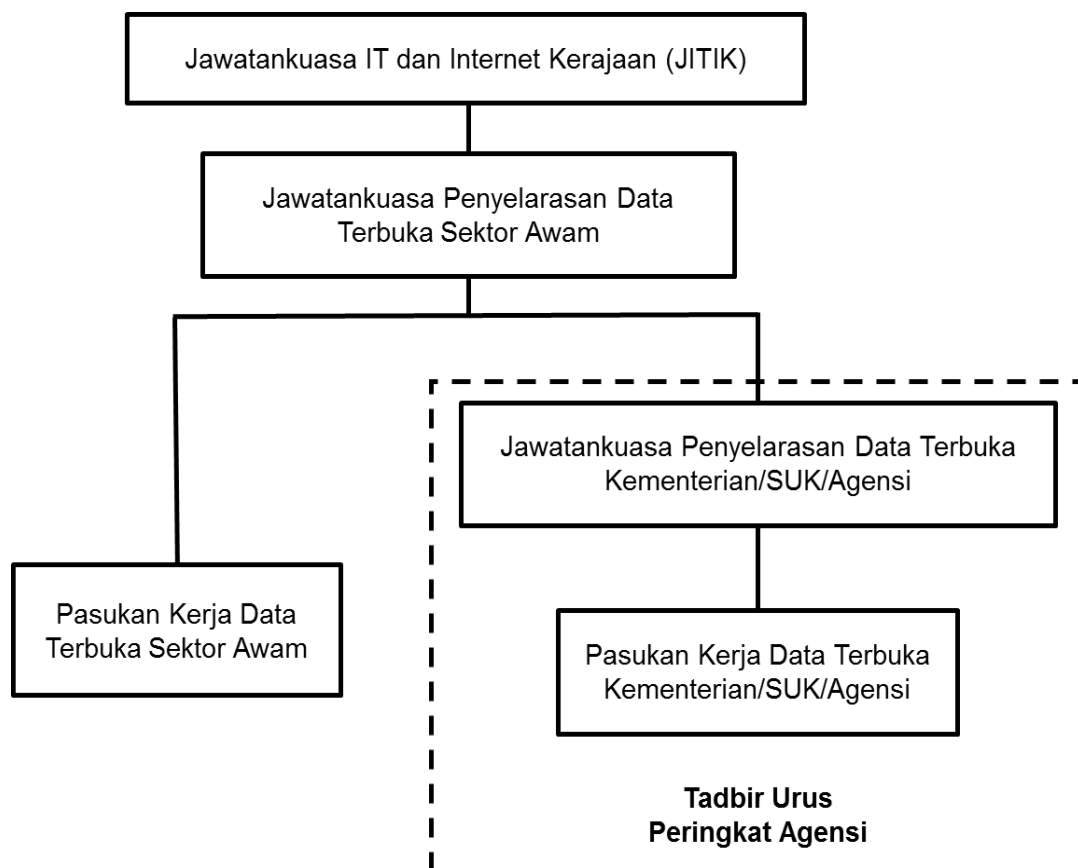 Jawatankuasa IT dan Internet Kerajaan (JITIK)
Jawatankuasa Penyelarasan Data
Terbuka Sektor Awam
Jawatankuasa Penyelarasan Data Terbuka
Kementerian/SUK/Agensi
Pasukan Kerja Data
Terbuka Sektor Awam
Pasukan Kerja Data Terbuka
Kementerian/SUK/Agensi
Tadbir Urus
Peringkat Agensi